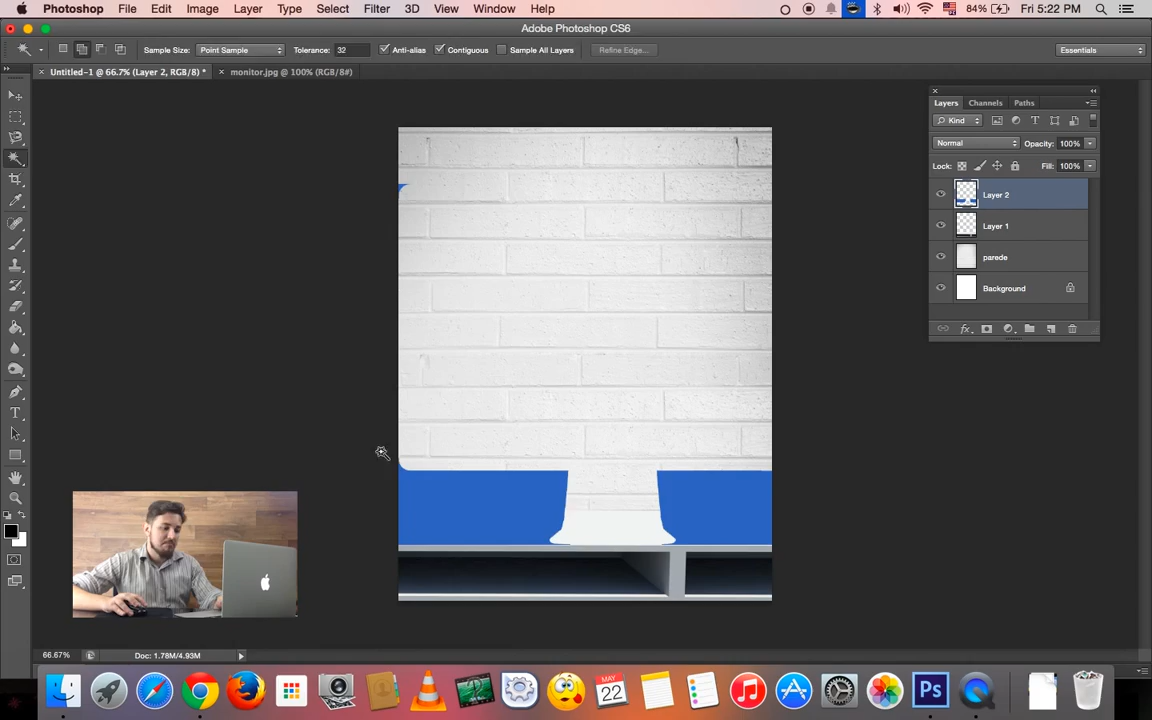 Photoshop File Edit Image Layer Type Select Filter 3D View Window Help 84% Fri 5:22 PM
Adobe Photoshop CS6
Sample Size: Point Sample Tolerance: 32 Anti-alias Contiguous Sample All Layers Refine Edge... Essentials
× Untitled-1 @ 66.7% (Layer 2, RGB/8) * × monitor.jpg @ 100% (RGB/8#)
Layers Channels Paths
Kind
Normal Opacity: 100%
Lock: Fill: 100%
Layer 2
Layer 1
parede
Background
fx
66.67% Doc: 1.78M/4.93M
MAY
22
Ps